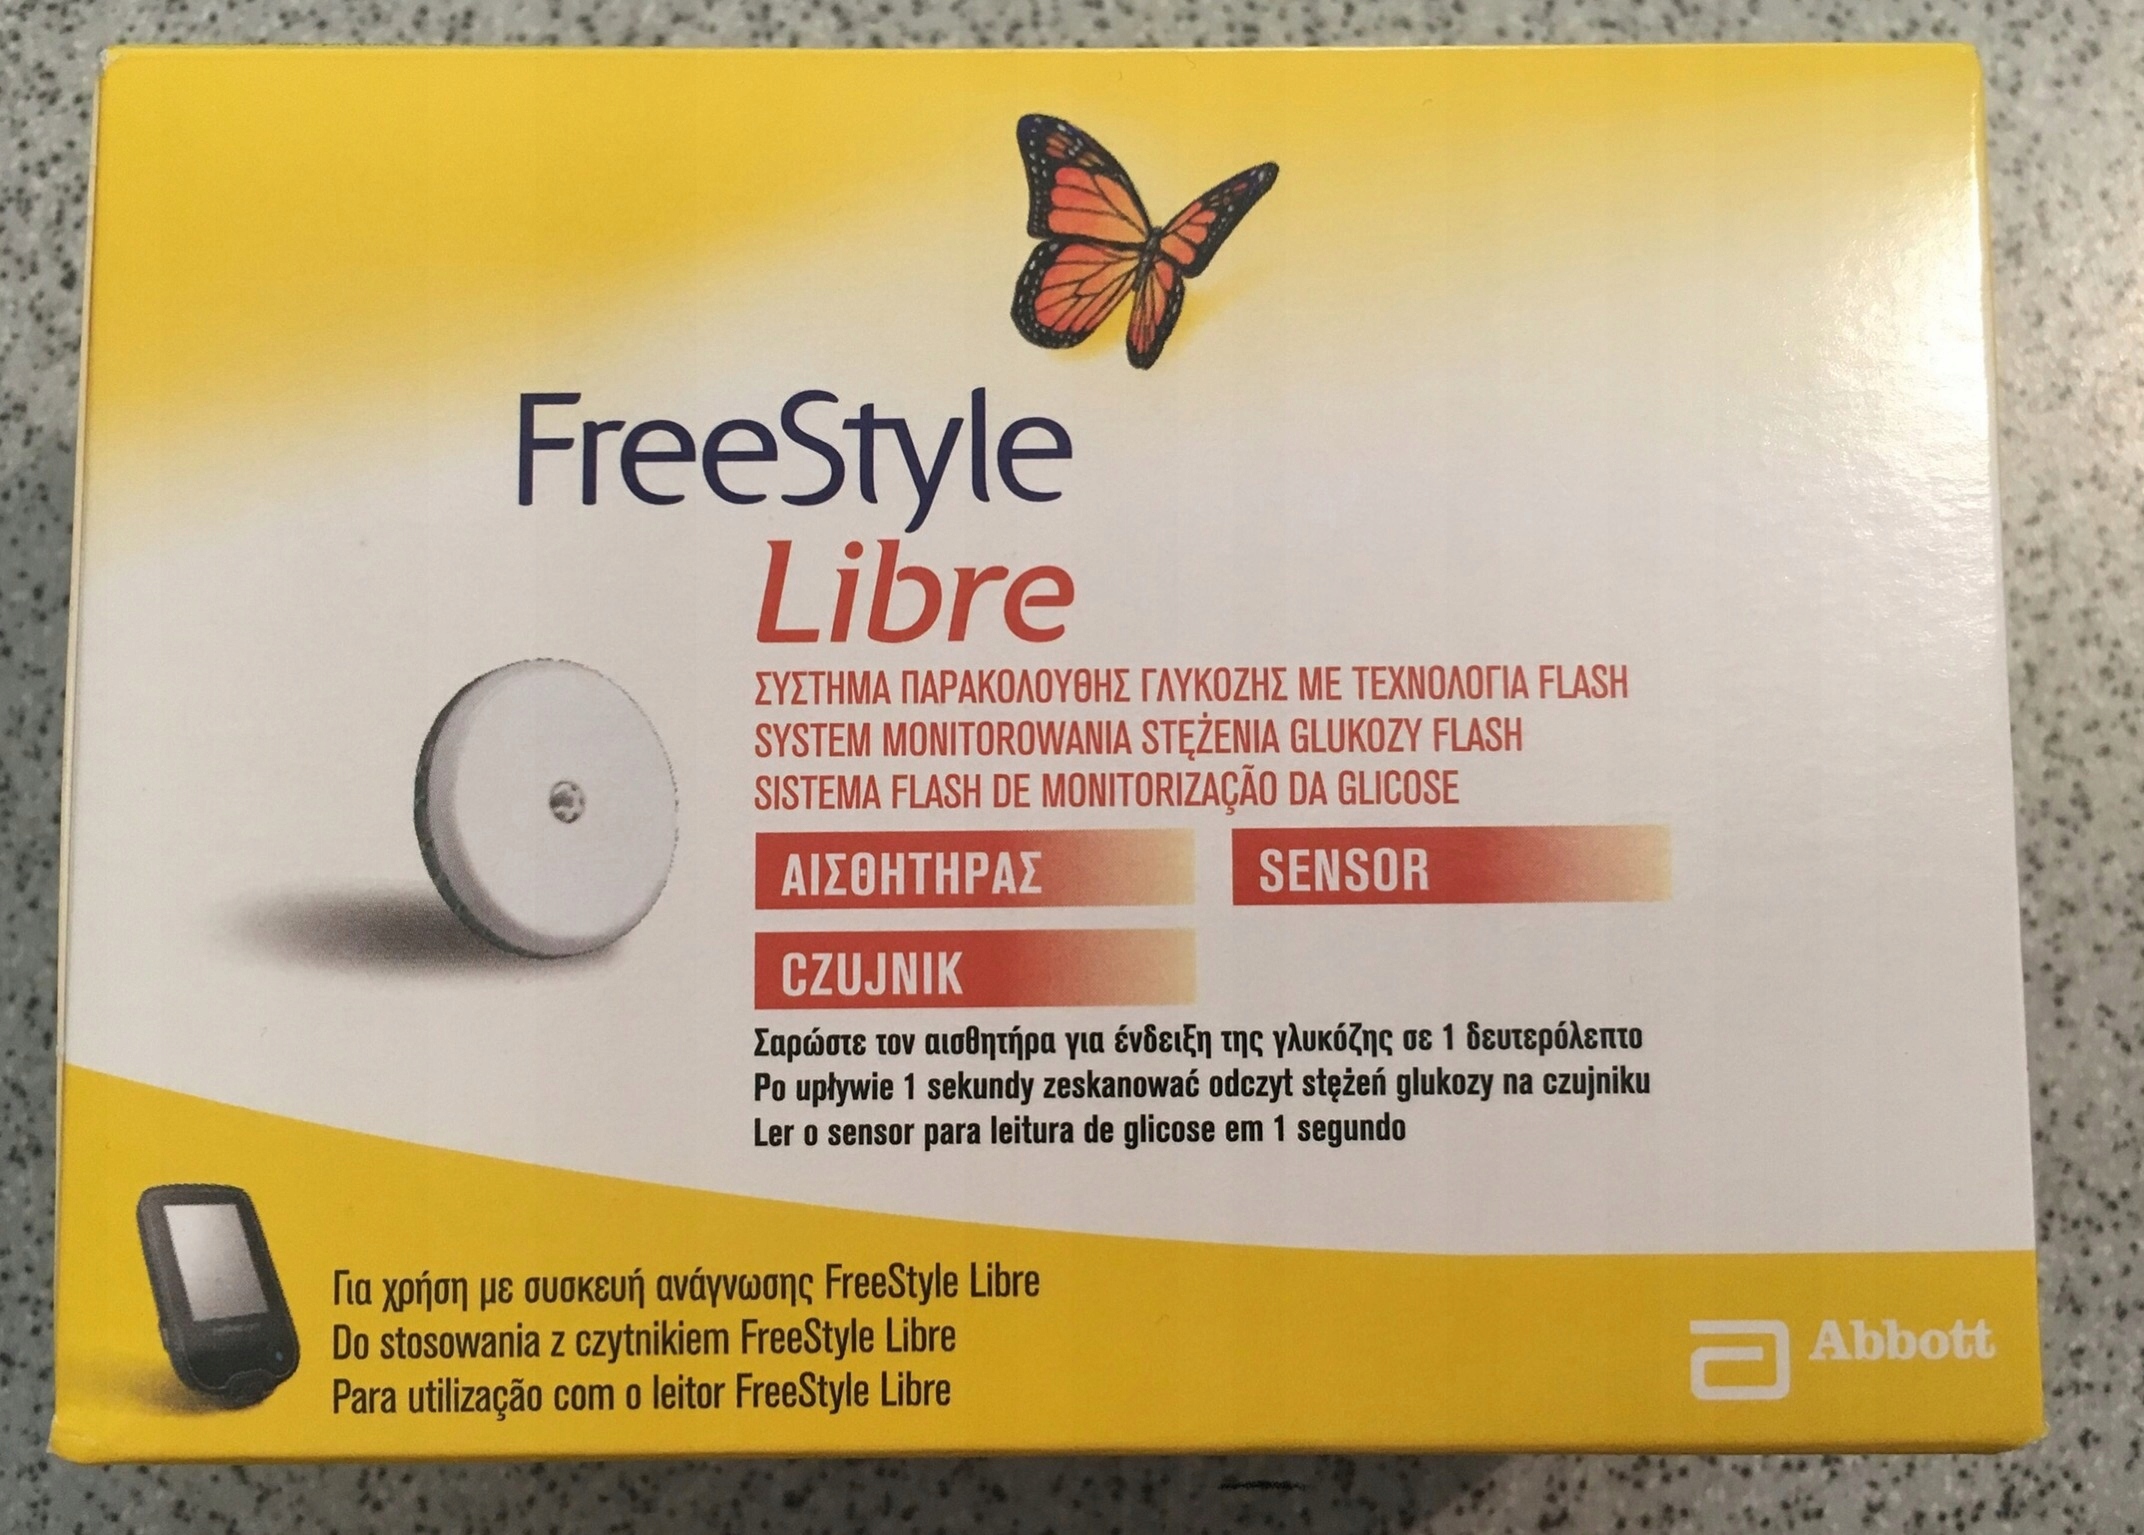 FreeStyle
Libre
ΣΥΣΤΗΜΑ ΠΑΡΑΚΟΛΟΥΘΗΣ ΓΛΥΚΟΖΗΣ ΜΕ ΤΕΧΝΟΛΟΓΙΑ FLASH
SYSTEM MONITOROWANIA STĘŻENIA GLUKOZY FLASH
SISTEMA FLASH DE MONITORIZAÇÃO DA GLICOSE
ΑΙΣΘΗΤΗΡΑΣ SENSOR
CZUJNIK
Σαρώστε τον αισθητήρα για ένδειξη της γλυκόζης σε 1 δευτερόλεπτο
Po upływie 1 sekundy zeskanować odczyt stężeń glukozy na czujniku
Ler o sensor para leitura de glicose em 1 segundo
Για χρήση με συσκευή ανάγνωσης FreeStyle Libre
Do stosowania z czytnikiem FreeStyle Libre
Para utilização com o leitor FreeStyle Libre
Abbott